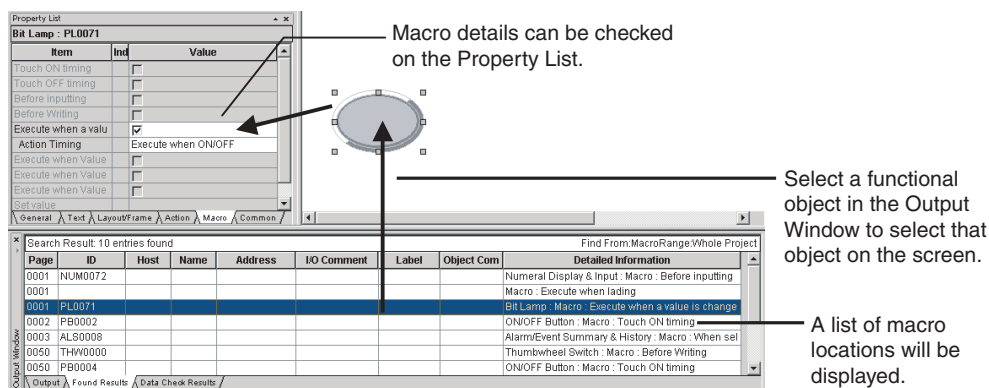 Property List
Bit Lamp : PL0071
Item Ind Value
Touch ON timing
Touch OFF timing
Before inputting
Before Writing
Execute when a valu
Action Timing Execute when ON/OFF
Execute when Value
Execute when Value
Execute when Value
Set value
General Text Layout/Frame Action Macro Common
Macro details can be checked
on the Property List.
Select a functional
object in the Output
Window to select that
object on the screen.
Output Window
Search Result: 10 entries found Find From:MacroRange:Whole Project
Page ID Host Name Address I/O Comment Label Object Com Detailed Information
0001 NUM0072 Numeral Display & Input : Macro : Before inputting
0001 Macro : Execute when lading
0001 PL0071 Bit Lamp : Macro : Execute when a value is change
0002 PB0002 ON/OFF Button : Macro : Touch ON timing
0003 ALS0008 Alarm/Event Summary & History : Macro : When sel
0050 THW0000 Thumbwheel Switch : Macro : Before Writing
0050 PB0004 ON/OFF Button : Macro : Touch ON timing
Output Found Results Data Check Results
A list of macro
locations will be
displayed.